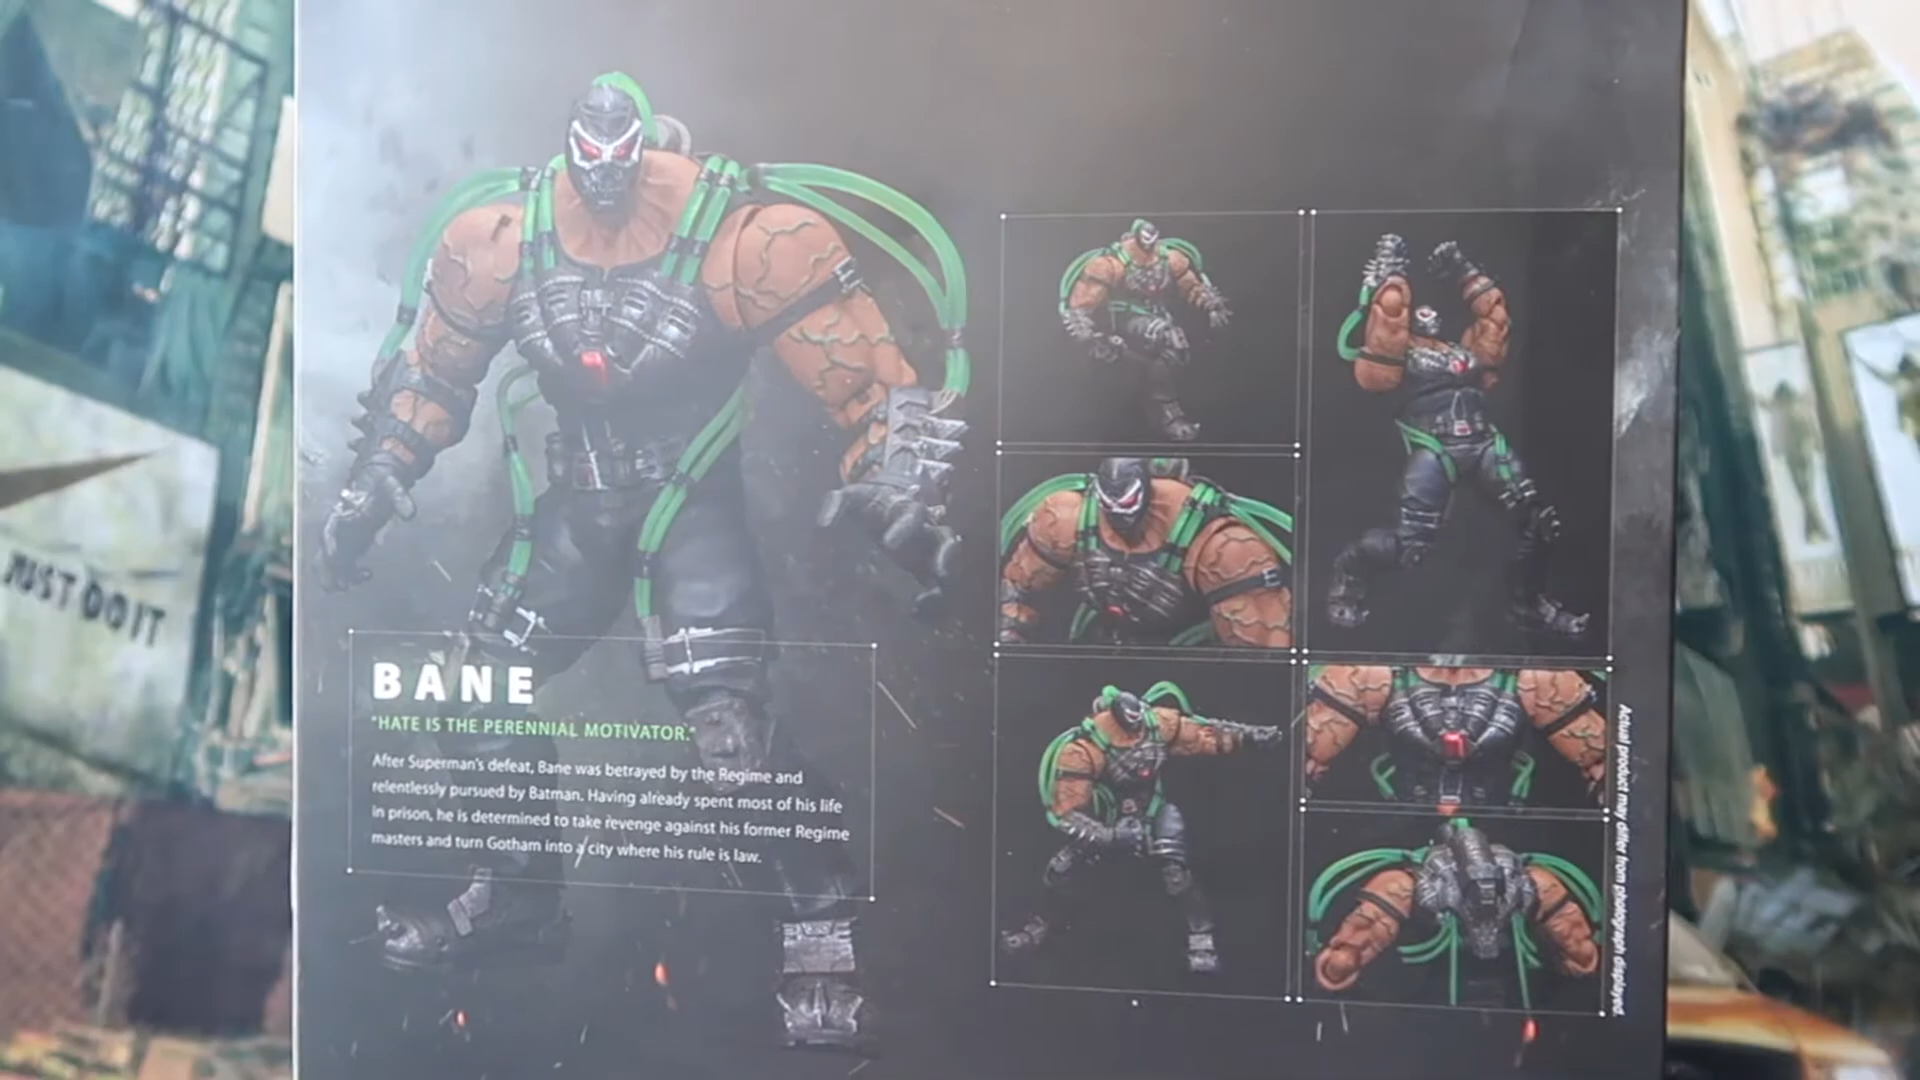 MUST DO IT
BANE
"HATE IS THE PERENNIAL MOTIVATOR."
After Superman's defeat, Bane was betrayed by the Regime and
relentlessly pursued by Batman. Having already spent most of his life
in prison, he is determined to take revenge against his former Regime
masters and turn Gotham into a city where his rule is law.
Actual product may differ from photograph displayed.